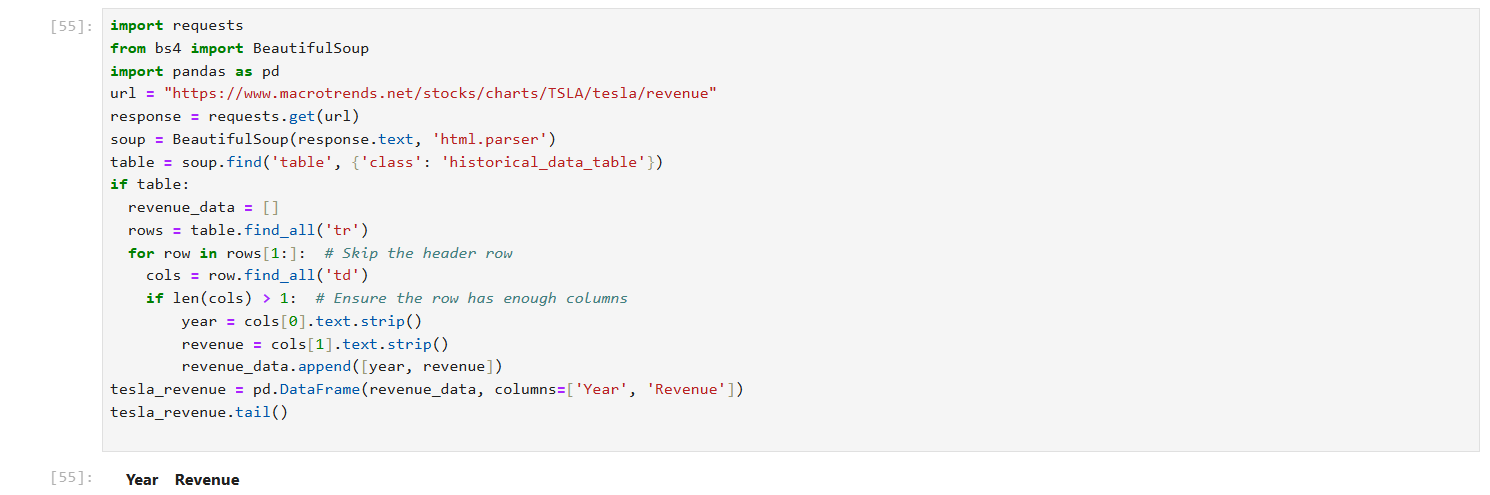 [55]: import requests
from bs4 import BeautifulSoup
import pandas as pd
url = "https://www.macrotrends.net/stocks/charts/TSLA/tesla/revenue"
response = requests.get(url)
soup = BeautifulSoup(response.text, 'html.parser')
table = soup.find('table', {'class': 'historical_data_table'})
if table:
  revenue_data = []
  rows = table.find_all('tr')
  for row in rows[1:]:  # Skip the header row
    cols = row.find_all('td')
    if len(cols) > 1:  # Ensure the row has enough columns
        year = cols[0].text.strip()
        revenue = cols[1].text.strip()
        revenue_data.append([year, revenue])
tesla_revenue = pd.DataFrame(revenue_data, columns=['Year', 'Revenue'])
tesla_revenue.tail()
[55]: Year Revenue